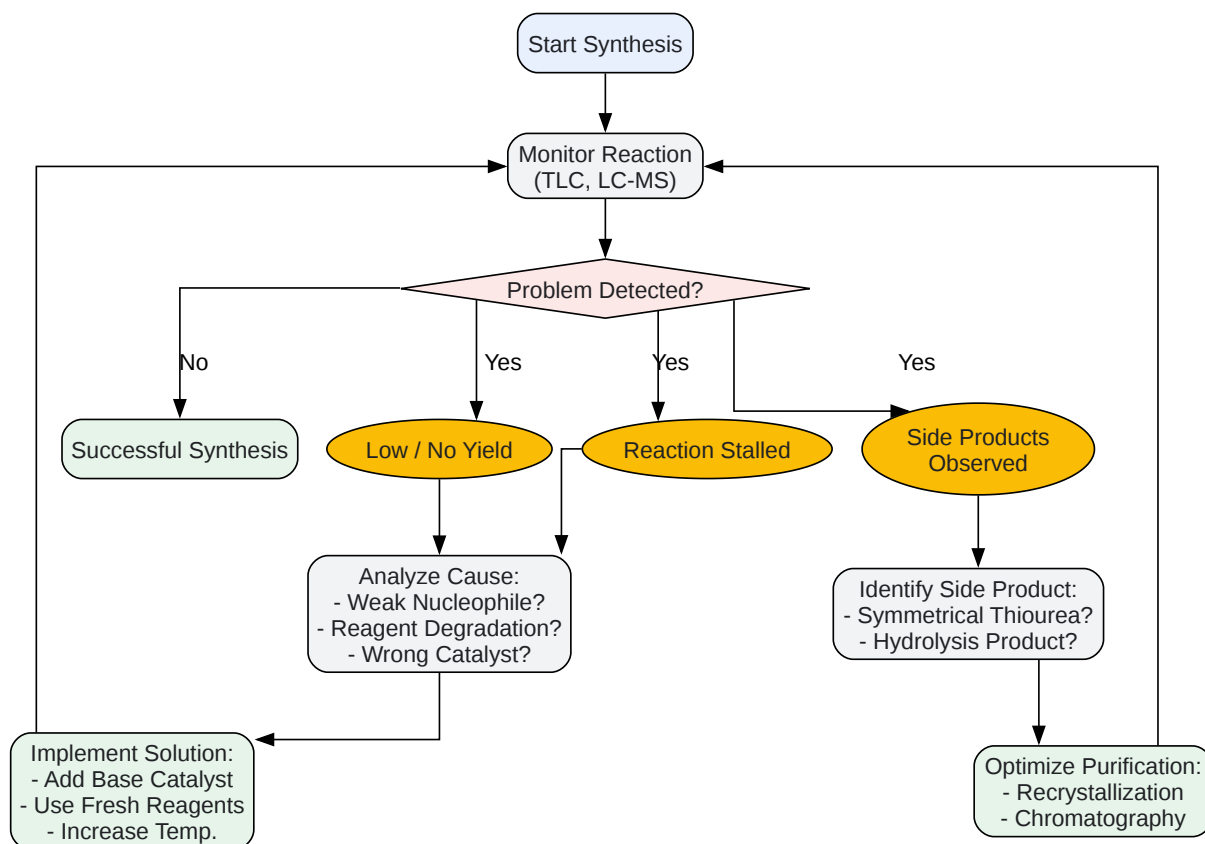 Start Synthesis
Monitor Reaction
(TLC, LC-MS)
Problem Detected?
No
Yes
Yes
Yes
Successful Synthesis
Low / No Yield
Reaction Stalled
Side Products
Observed
Analyze Cause:
- Weak Nucleophile?
- Reagent Degradation?
- Wrong Catalyst?
Identify Side Product:
- Symmetrical Thiourea?
- Hydrolysis Product?
Implement Solution:
- Add Base Catalyst
- Use Fresh Reagents
- Increase Temp.
Optimize Purification:
- Recrystallization
- Chromatography